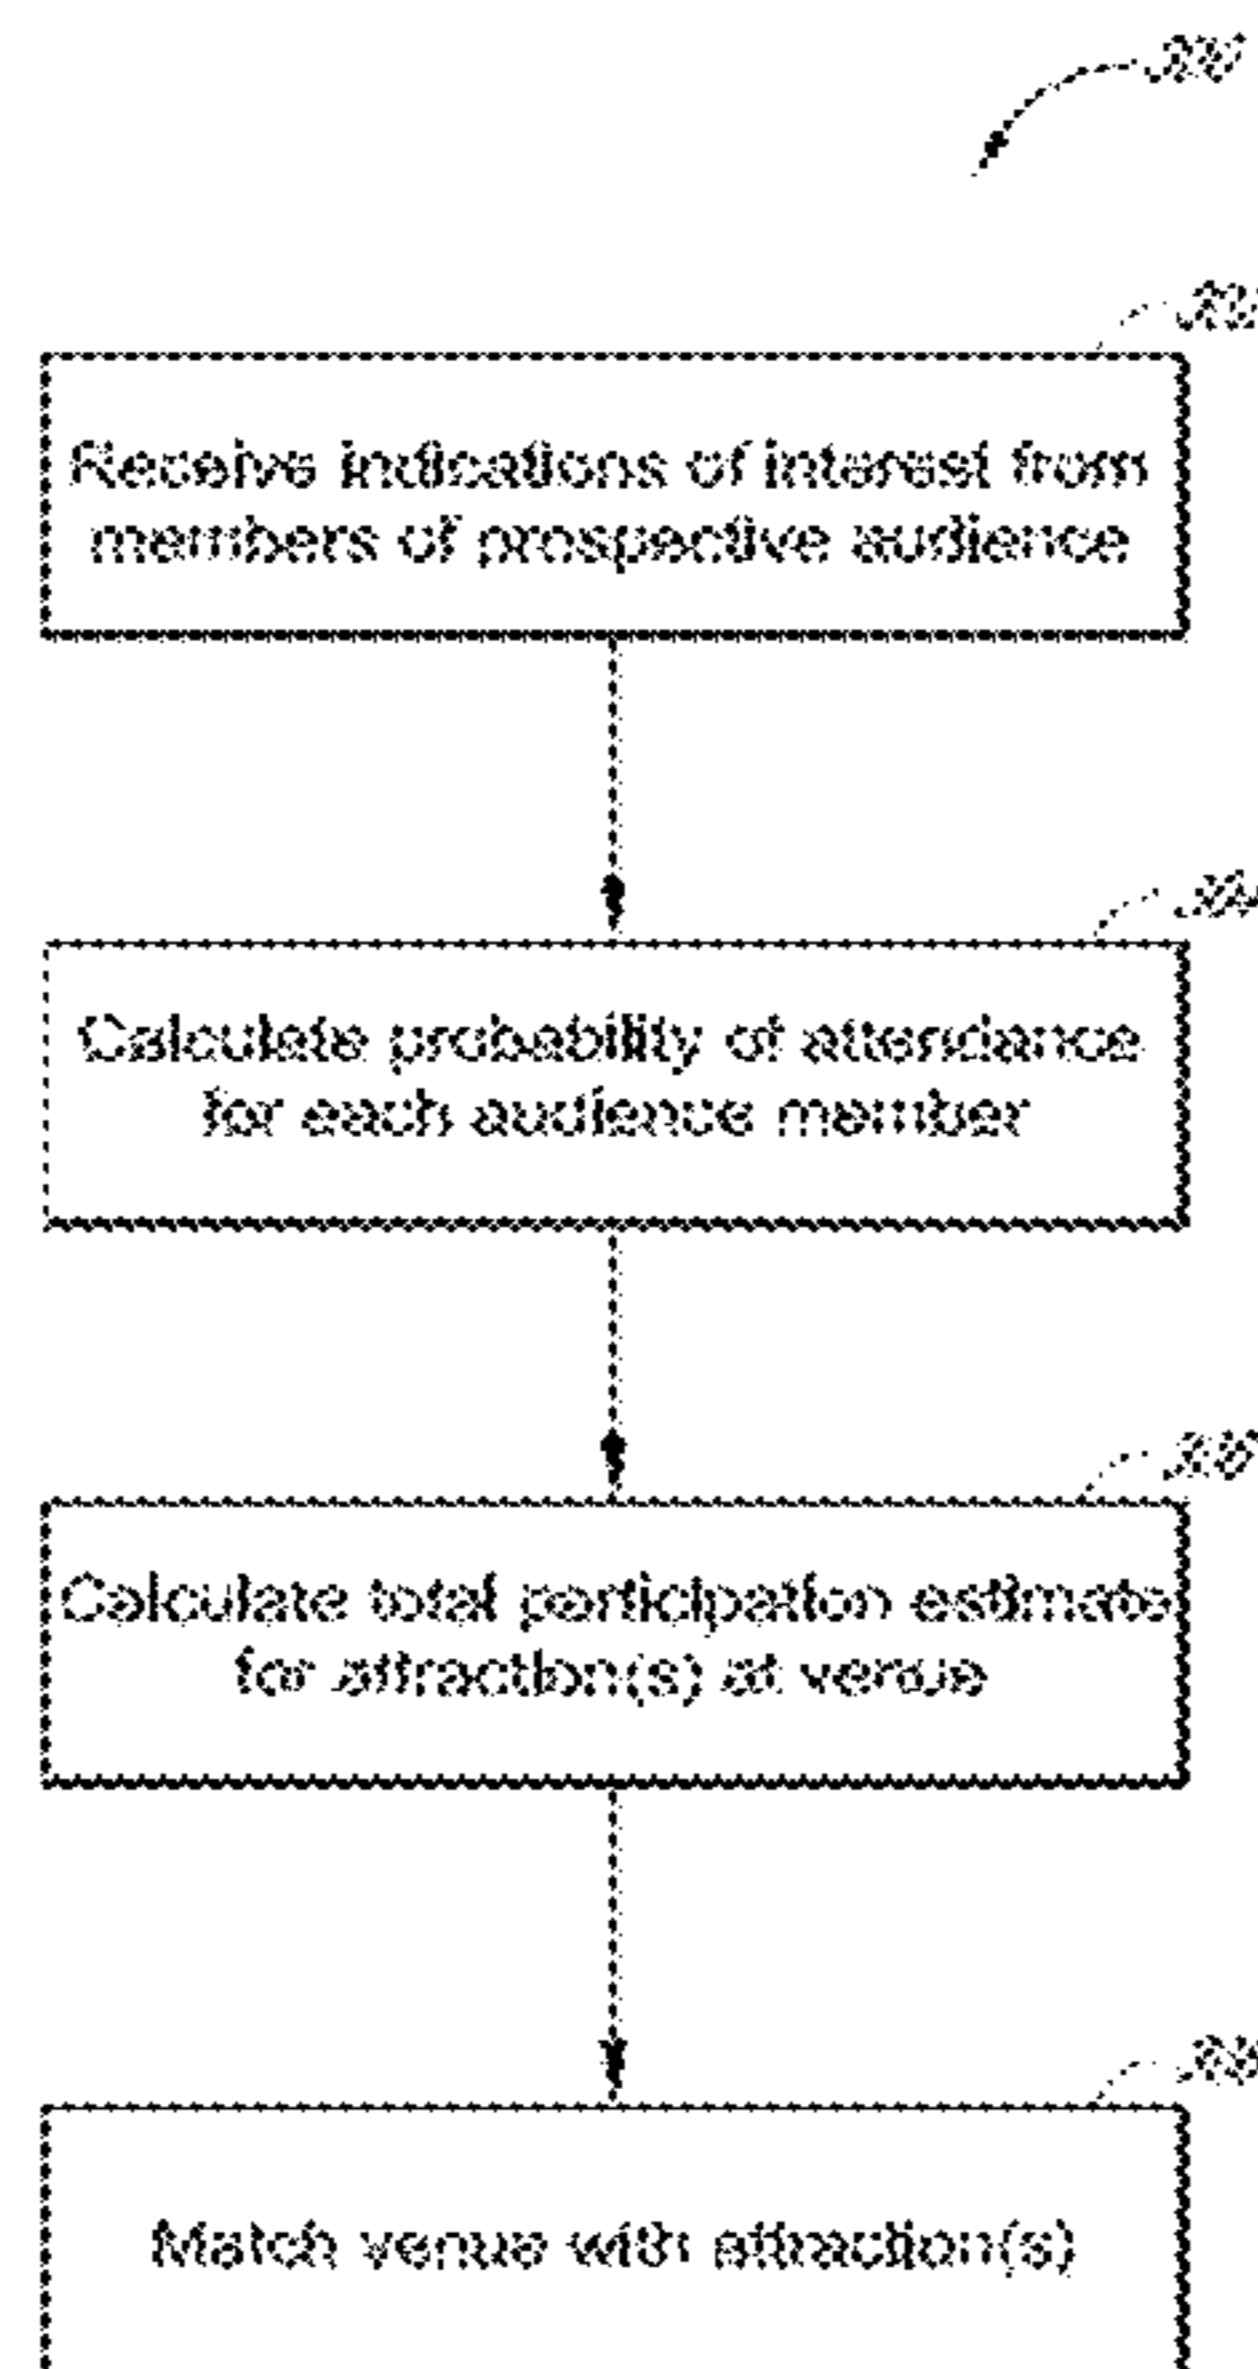 Receive indications of interest from
members of prospective audience
Calculate probability of attendance
for each audience member
Calculate total participation estimate
for attraction(s) at venue
Match venue with attraction(s)